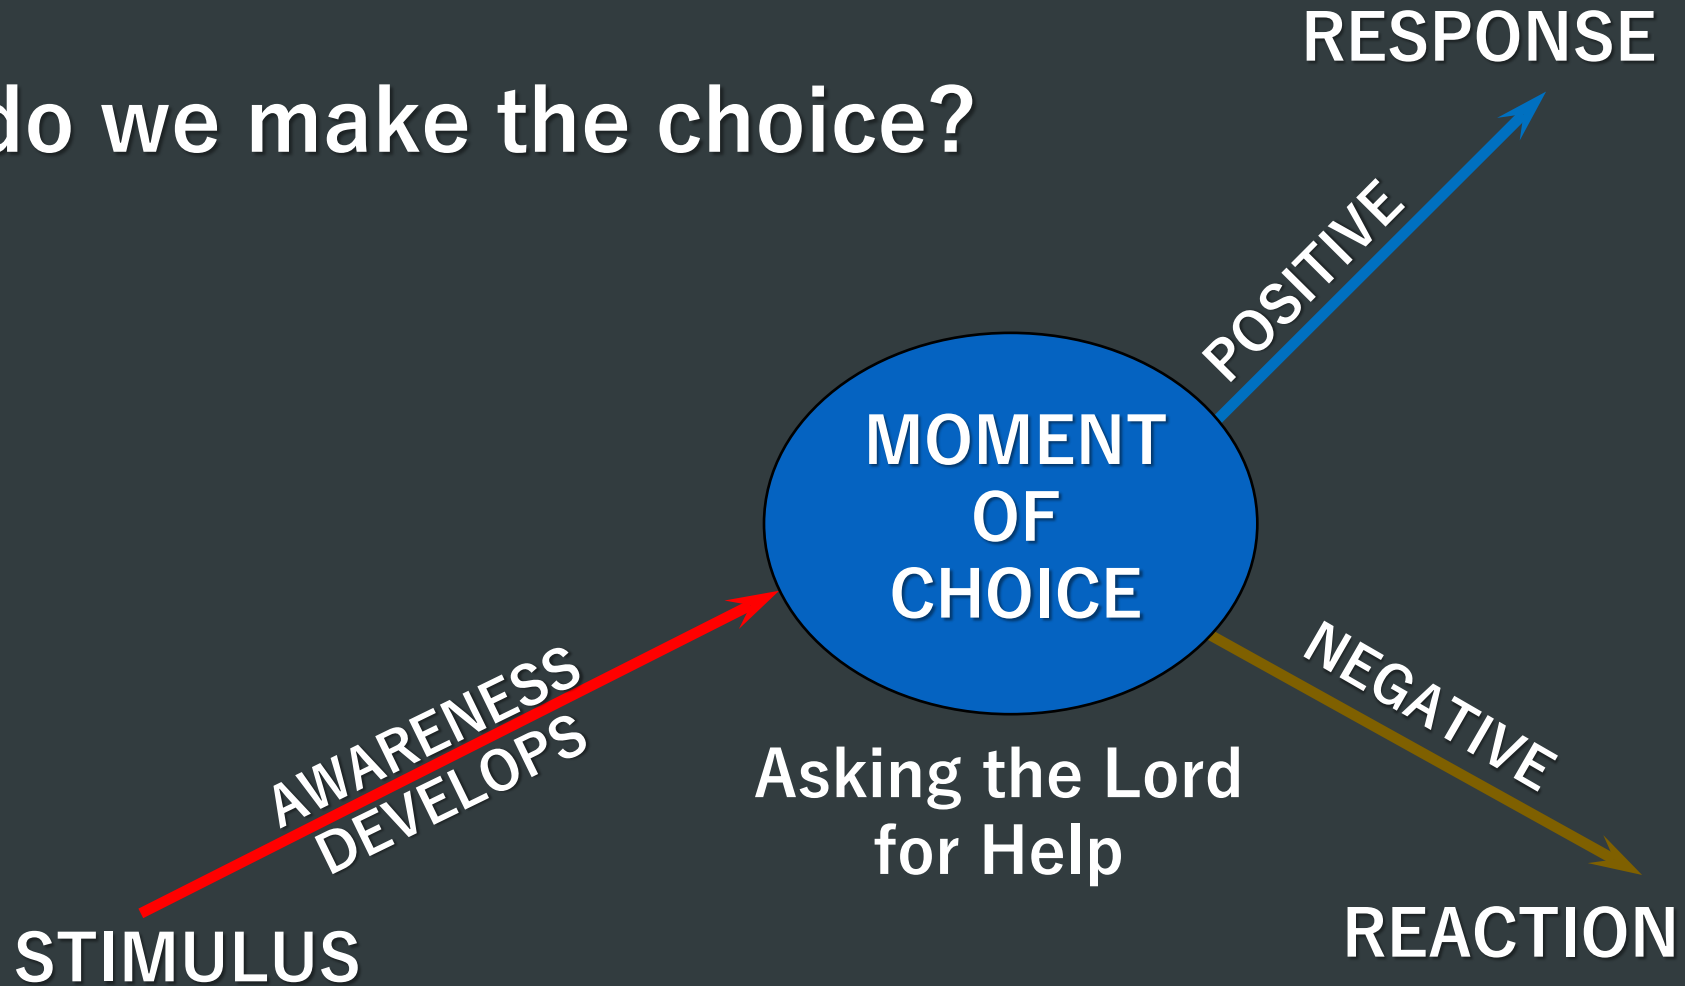 RESPONSE
do we make the choice?
POSITIVE
MOMENT
OF
CHOICE
NEGATIVE
AWARENESS
DEVELOPS
Asking the Lord
for Help
STIMULUS
REACTION